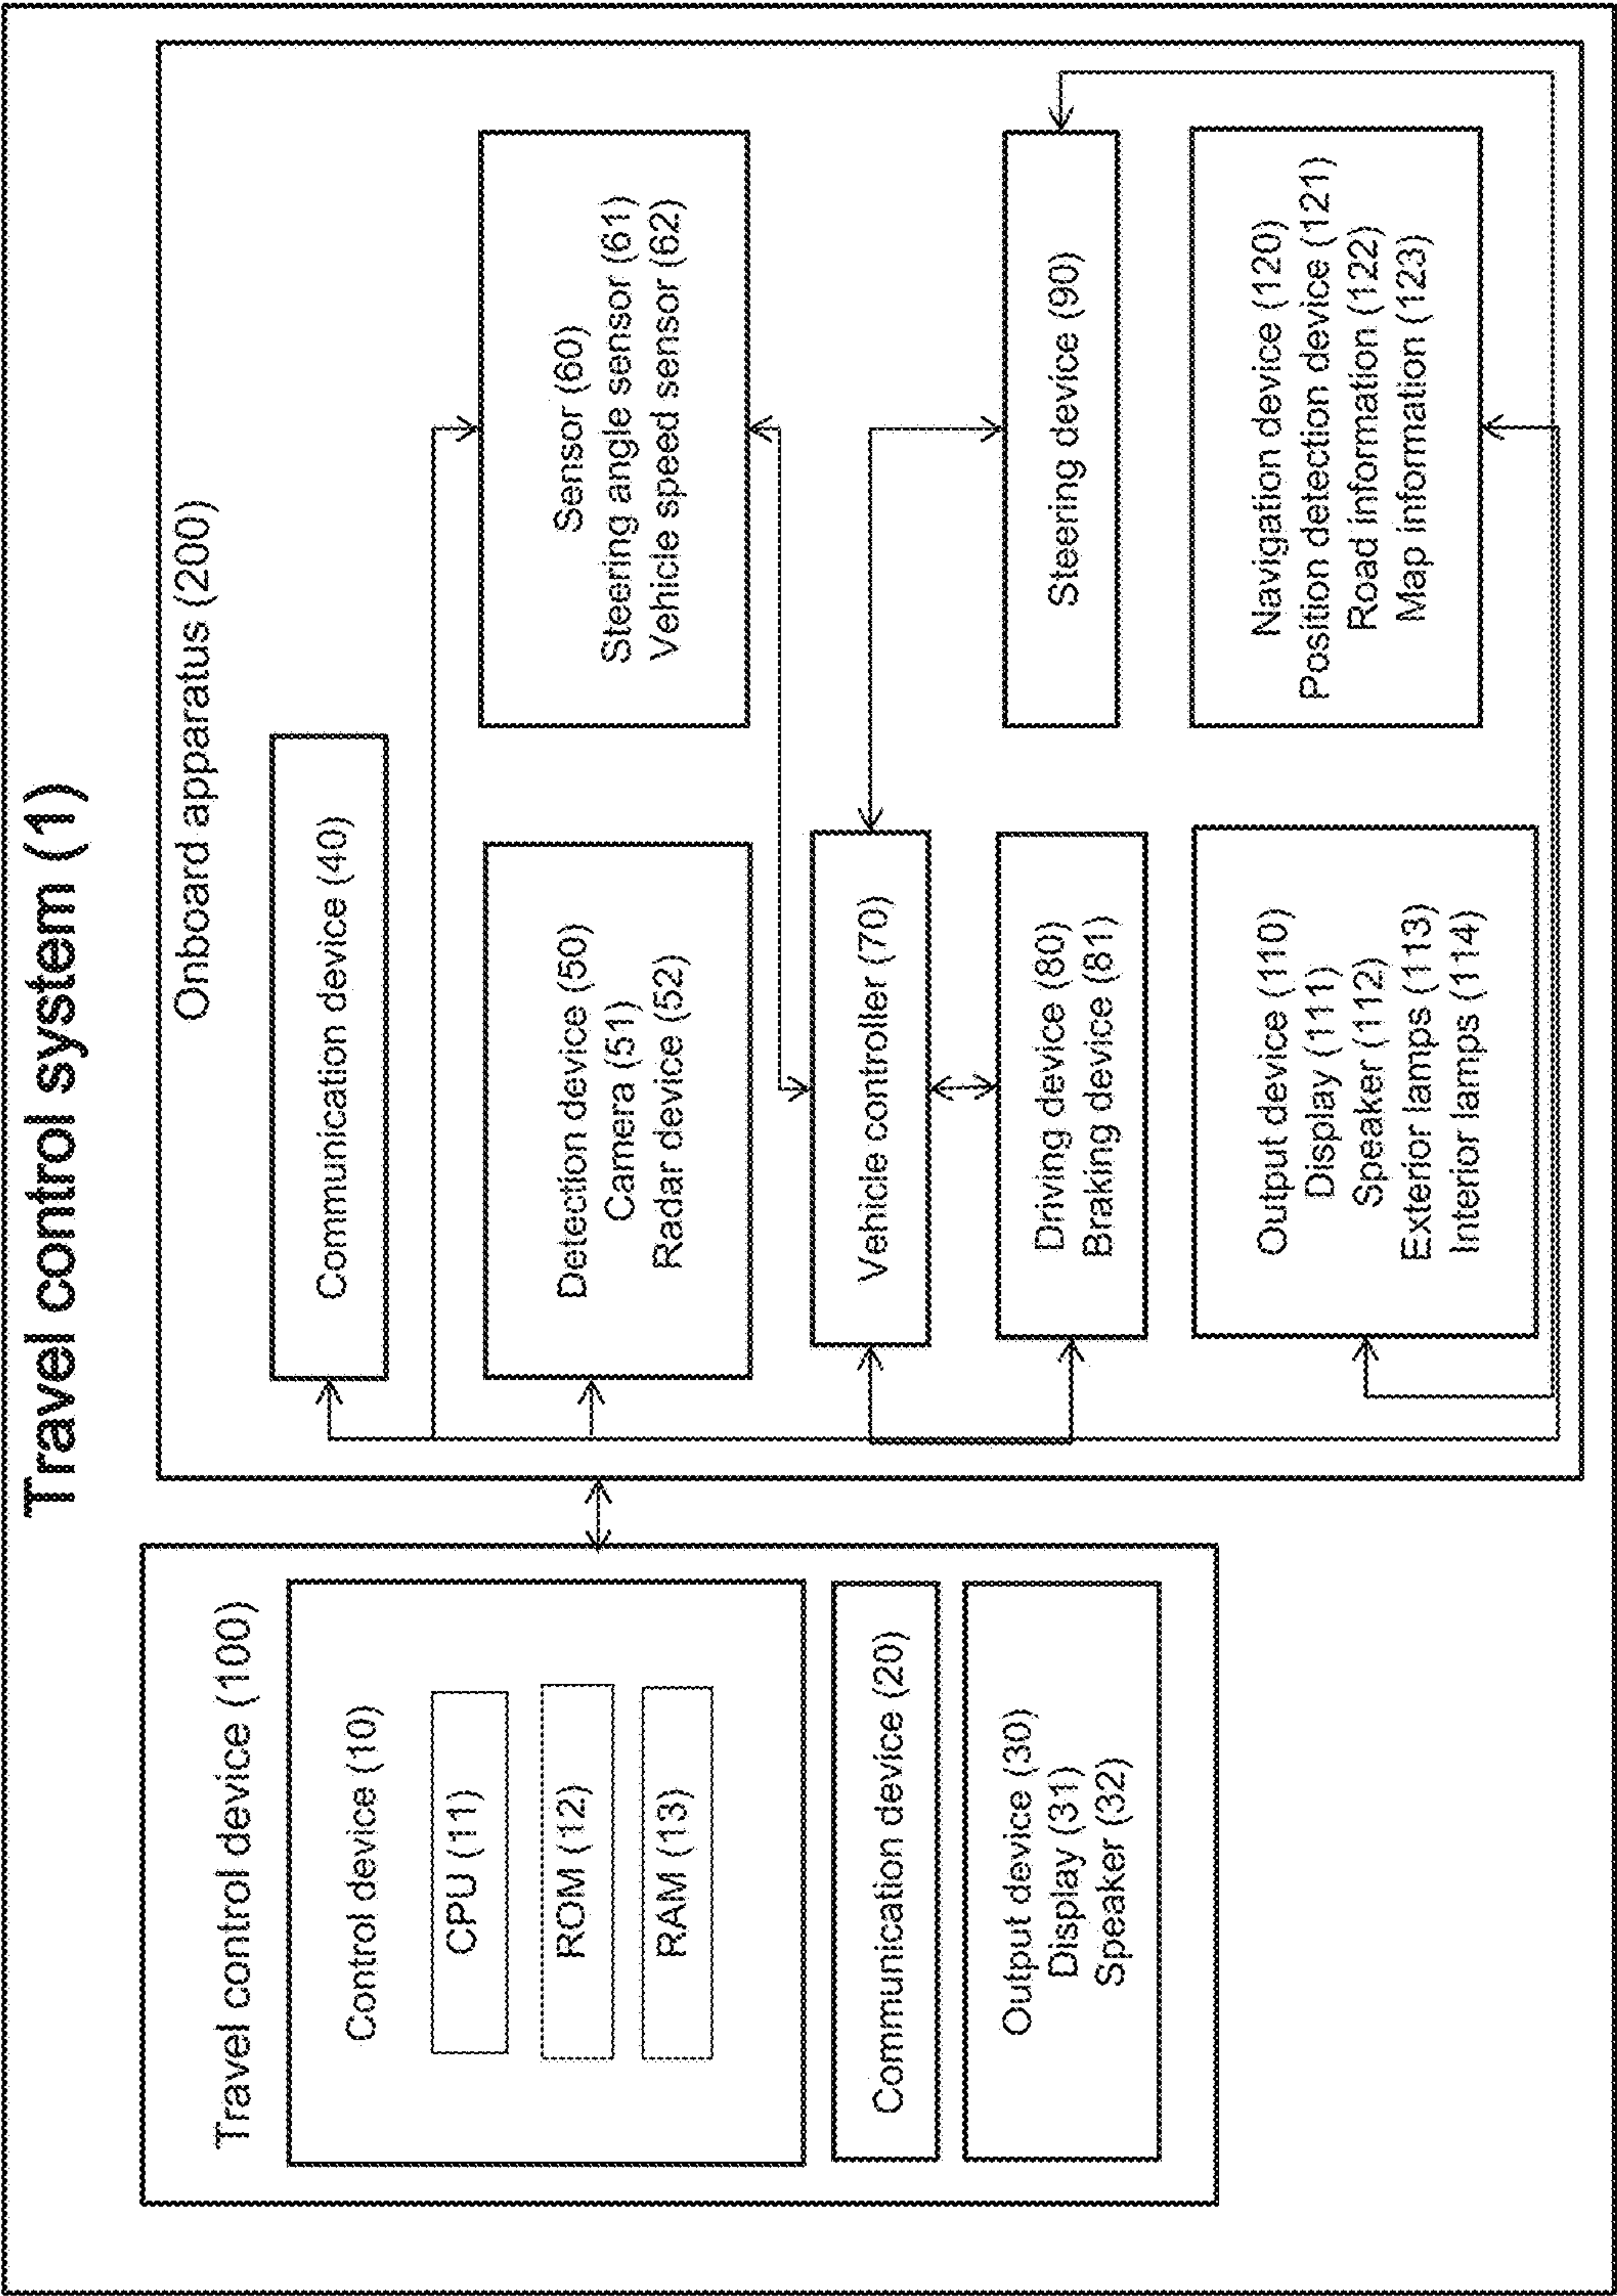 Travel control system (1)
Travel control device (100)
Control device (10)
CPU (11)
ROM (12)
RAM (13)
Communication device (20)
Output device (30)
Display (31)
Speaker (32)
Onboard apparatus (200)
Communication device (40)
Detection device (50)
Camera (51)
Radar device (52)
Sensor (60)
Steering angle sensor (61)
Vehicle speed sensor (62)
Vehicle controller (70)
Driving device (80)
Braking device (81)
Steering device (90)
Output device (110)
Display (111)
Speaker (112)
Exterior lamps (113)
Interior lamps (114)
Navigation device (120)
Position detection device (121)
Road information (122)
Map information (123)